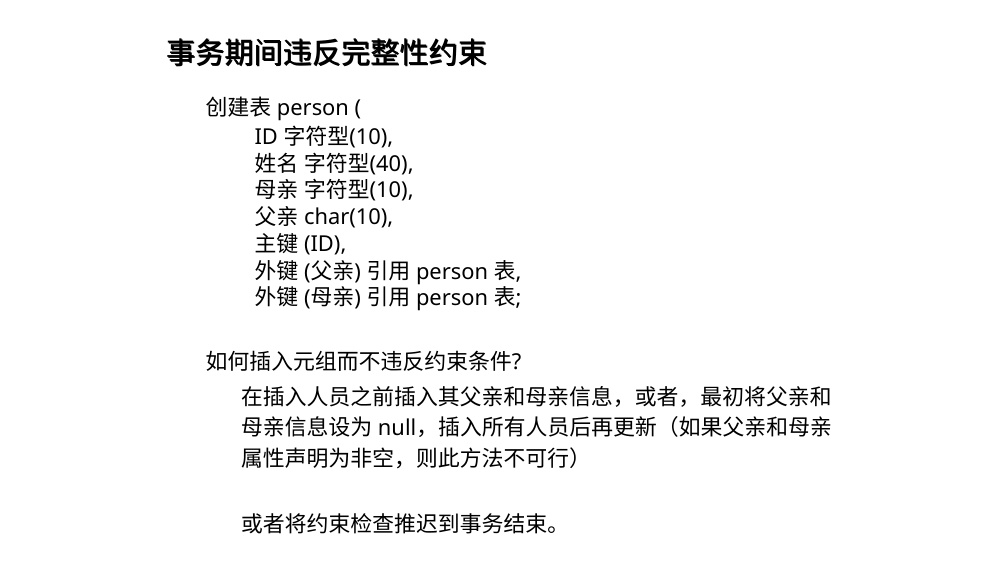 事务期间违反完整性约束
创建表 person (
ID 字符型(10),
姓名 字符型(40),
母亲 字符型(10),
父亲 char(10),
主键 (ID),
外键 (父亲) 引用 person 表,
外键 (母亲) 引用 person 表;
如何插入元组而不违反约束条件?
在插入人员之前插入其父亲和母亲信息，或者，最初将父亲和
母亲信息设为 null，插入所有人员后再更新（如果父亲和母亲
属性声明为非空，则此方法不可行）
或者将约束检查推迟到事务结束。